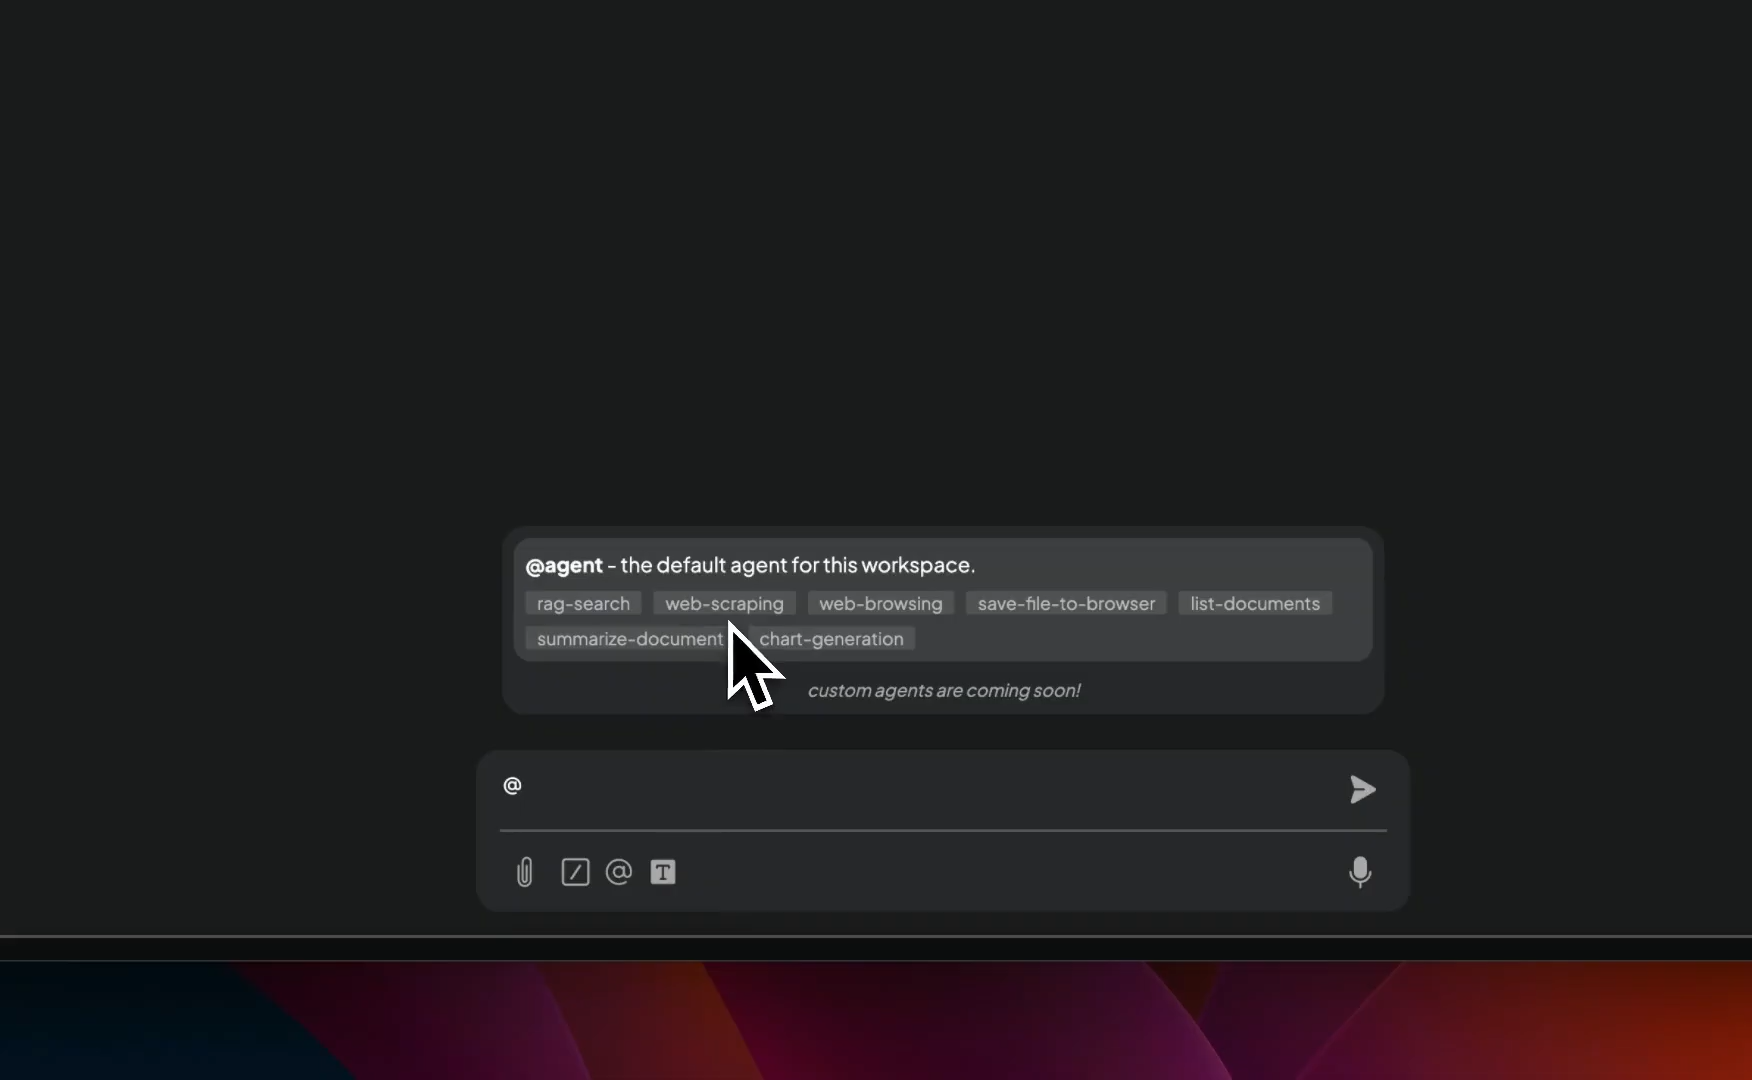 @agent - the default agent for this workspace.
rag-search web-scraping web-browsing save-file-to-browser list-documents
summarize-document chart-generation
custom agents are coming soon!
@